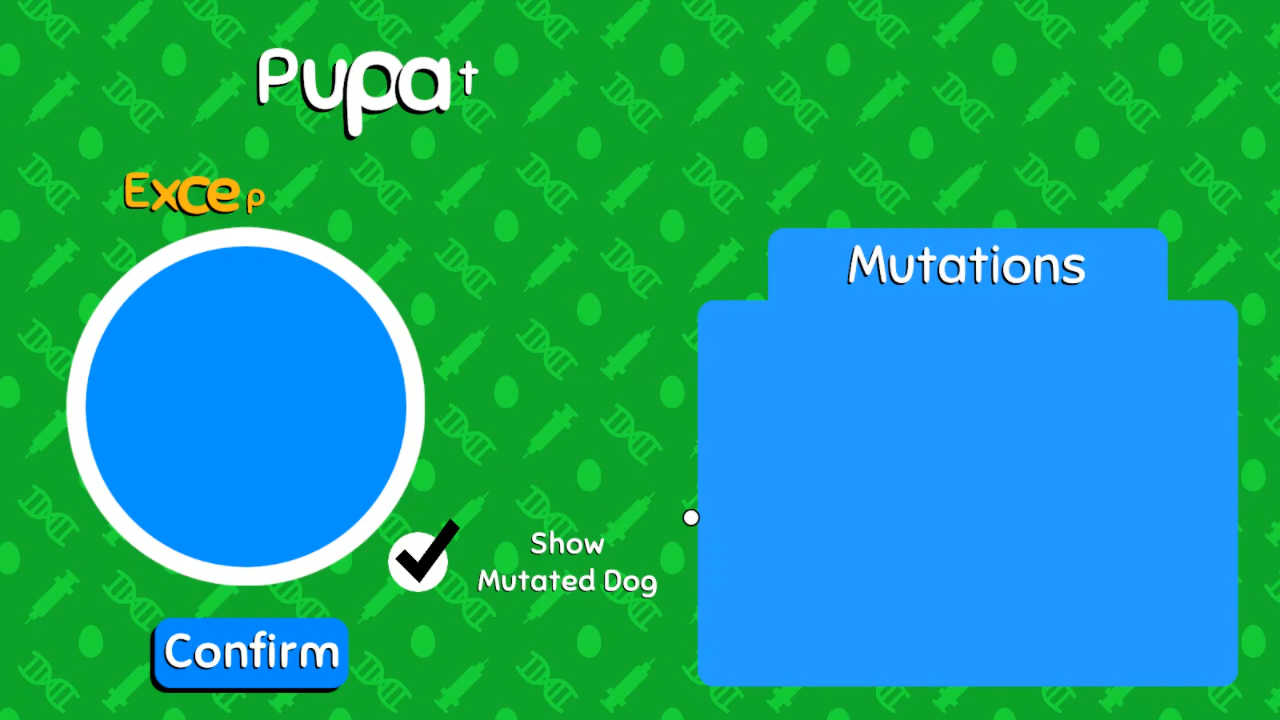 Pupat
Excep
Mutations
Show
Mutated Dog
Confirm